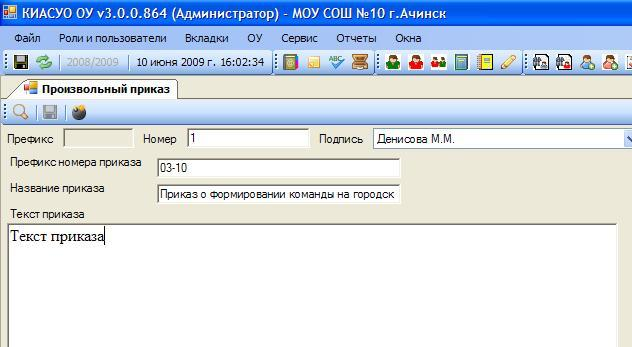 КИАСУО ОУ v3.0.0.864 (Администратор) - МОУ СОШ №10 г.Ачинск
Файл Роли и пользователи Вкладки ОУ Сервис Отчеты Окна
2008/2009 10 июня 2009 г. 16:02:34 ABC
Произвольный приказ
Префикс Номер 1 Подпись Денисова М.М.
Префикс номера приказа 03-10
Название приказа Приказ о формировании команды на городск
Текст приказа
Текст приказа